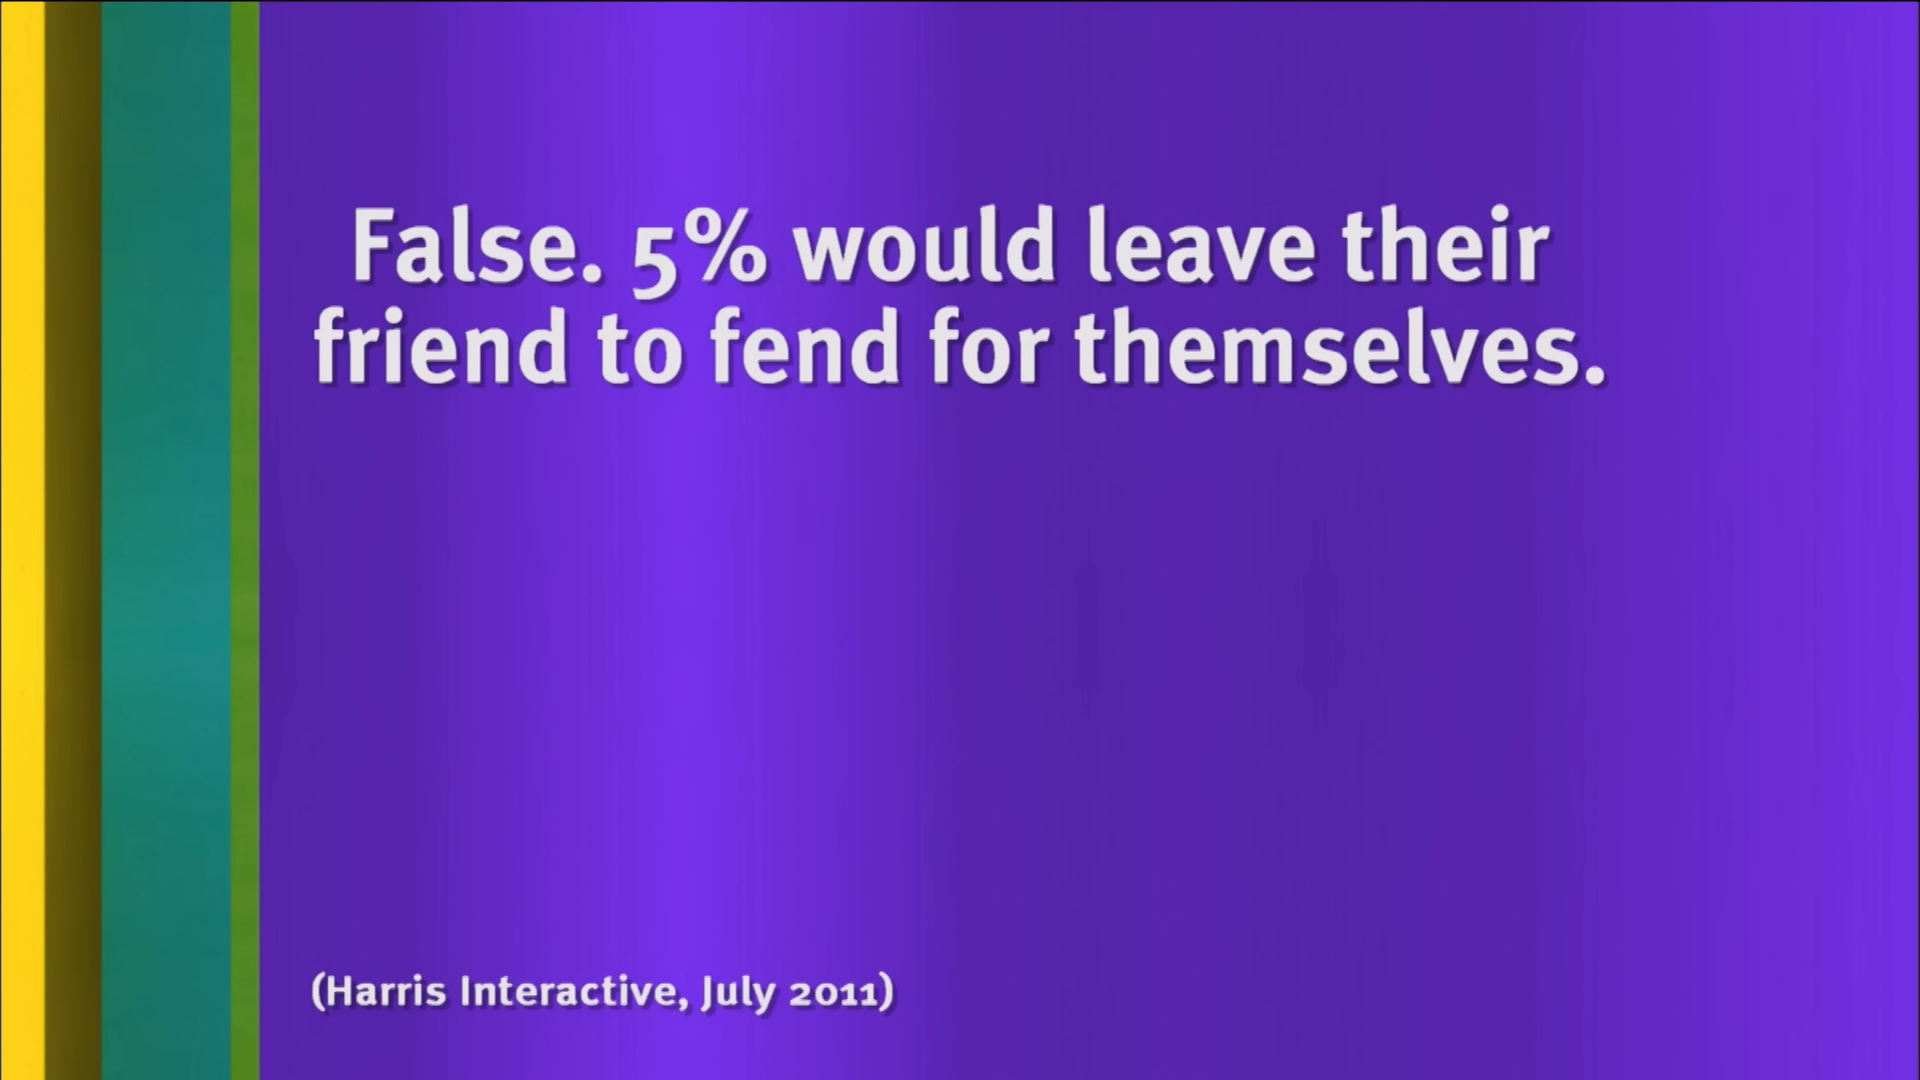 False. 5% would leave their
friend to fend for themselves.
(Harris Interactive, July 2011)